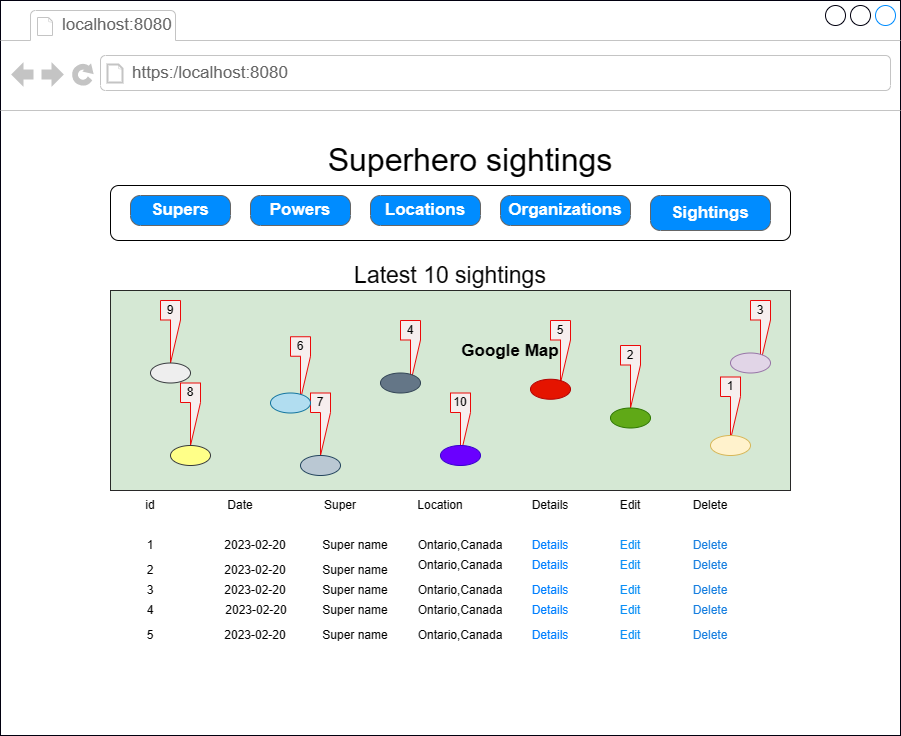 localhost:8080
https:/localhost:8080
Superhero sightings
Supers Powers Locations Organizations Sightings
Latest 10 sightings
9 3
4 5
6 Google Map 2
8 7 10 1
id Date Super Location Details Edit Delete
1 2023-02-20 Super name Ontario,Canada Details Edit Delete
2 2023-02-20 Super name Ontario,Canada Details Edit Delete
3 2023-02-20 Super name Ontario,Canada Details Edit Delete
4 2023-02-20 Super name Ontario,Canada Details Edit Delete
5 2023-02-20 Super name Ontario,Canada Details Edit Delete